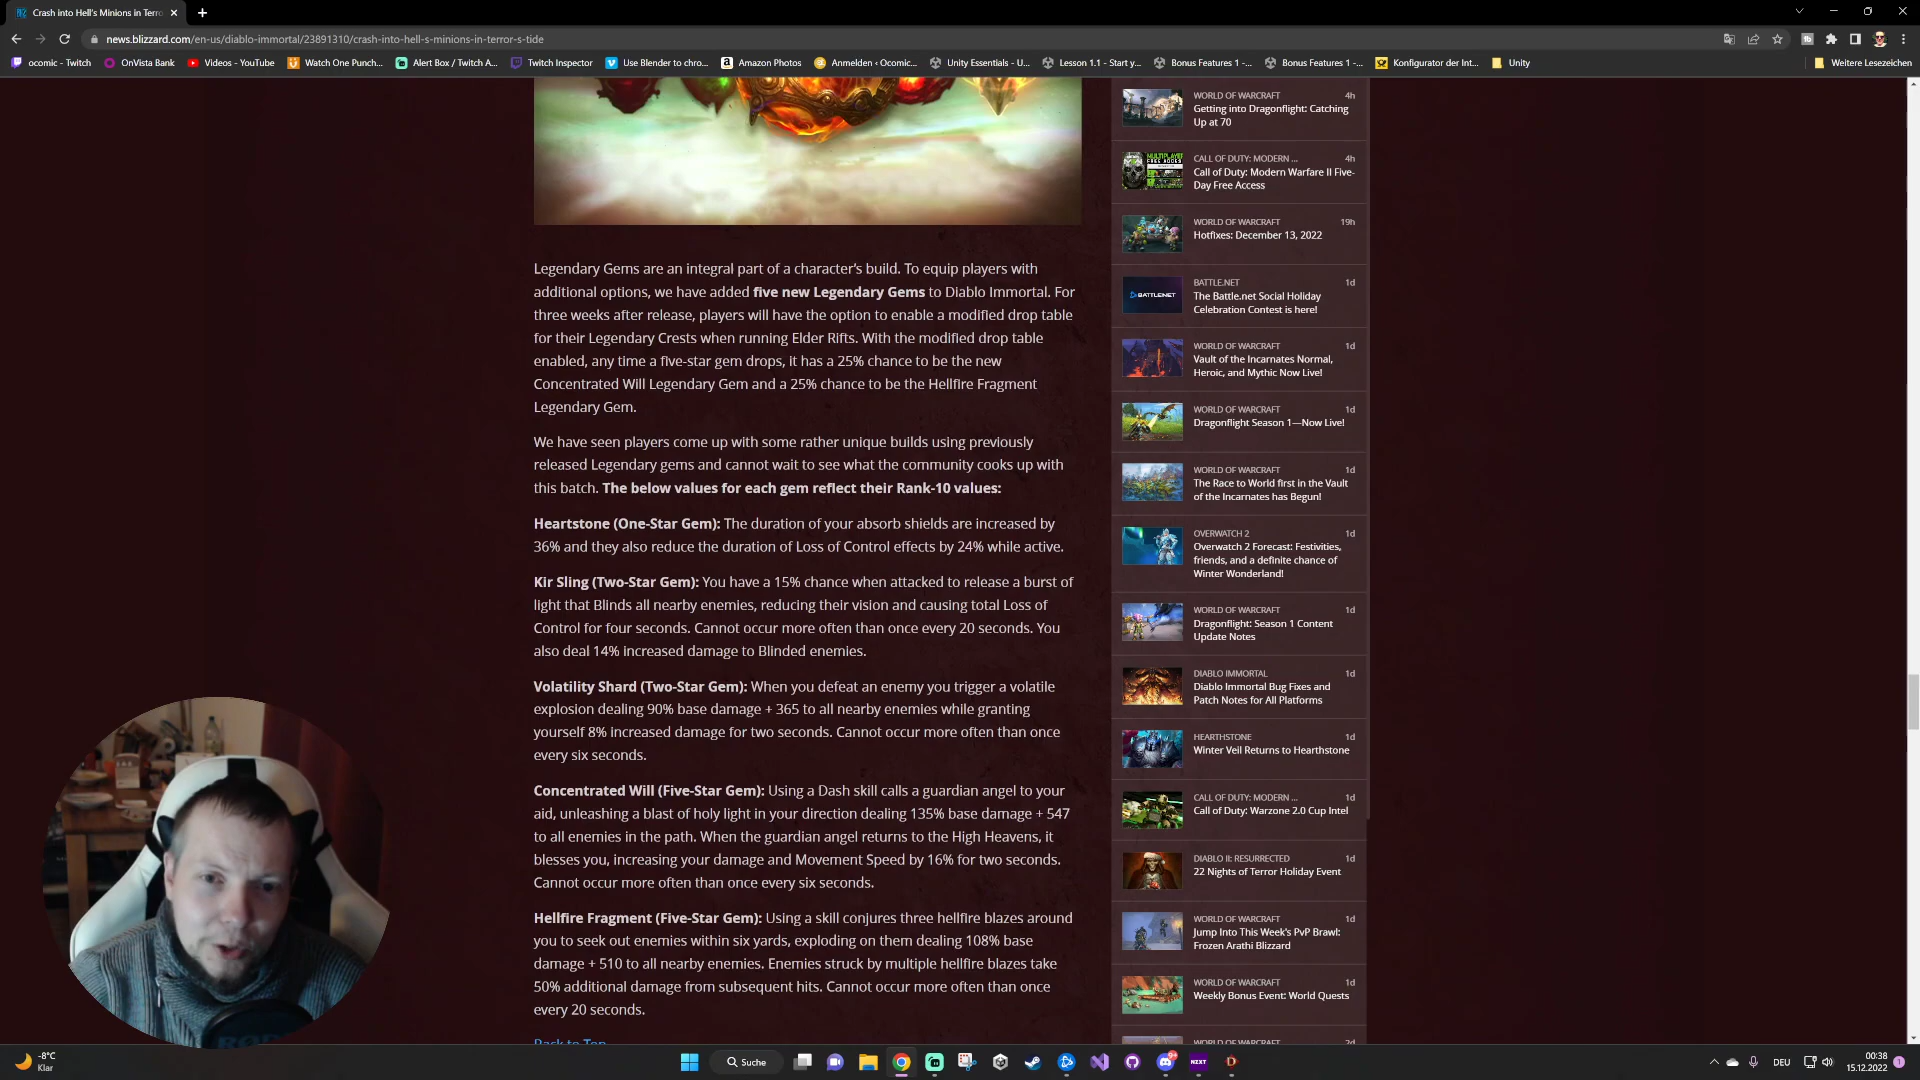 Crash into Hell's Minions in Terro
news.blizzard.com/en-us/diablo-immortal/23891310/crash-into-hell-s-minions-in-terror-s-tide
ocomic - Twitch
OnVista Bank
Videos - YouTube
Watch One Punch...
Alert Box / Twitch A...
Twitch Inspector
Use Blender to chro...
Amazon Photos
Anmelden ‹ Ocomic...
Unity Essentials - U...
Lesson 1.1 - Start y...
Bonus Features 1 -...
Bonus Features 1 -...
Konfigurator der Int...
Unity
Weitere Lesezeichen
Legendary Gems are an integral part of a character's build. To equip players with
additional options, we have added five new Legendary Gems to Diablo Immortal. For
three weeks after release, players will have the option to enable a modified drop table
for their Legendary Crests when running Elder Rifts. With the modified drop table
enabled, any time a five-star gem drops, it has a 25% chance to be the new
Concentrated Will Legendary Gem and a 25% chance to be the Hellfire Fragment
Legendary Gem.
We have seen players come up with some rather unique builds using previously
released Legendary gems and cannot wait to see what the community cooks up with
this batch. The below values for each gem reflect their Rank-10 values:
Heartstone (One-Star Gem): The duration of your absorb shields are increased by
36% and they also reduce the duration of Loss of Control effects by 24% while active.
Kir Sling (Two-Star Gem): You have a 15% chance when attacked to release a burst of
light that Blinds all nearby enemies, reducing their vision and causing total Loss of
Control for four seconds. Cannot occur more often than once every 20 seconds. You
also deal 14% increased damage to Blinded enemies.
Volatility Shard (Two-Star Gem): When you defeat an enemy you trigger a volatile
explosion dealing 90% base damage + 365 to all nearby enemies while granting
yourself 8% increased damage for two seconds. Cannot occur more often than once
every six seconds.
Concentrated Will (Five-Star Gem): Using a Dash skill calls a guardian angel to your
aid, unleashing a blast of holy light in your direction dealing 135% base damage + 547
to all enemies in the path. When the guardian angel returns to the High Heavens, it
blesses you, increasing your damage and Movement Speed by 16% for two seconds.
Cannot occur more often than once every six seconds.
Hellfire Fragment (Five-Star Gem): Using a skill conjures three hellfire blazes around
you to seek out enemies within six yards, exploding on them dealing 108% base
damage + 510 to all nearby enemies. Enemies struck by multiple hellfire blazes take
50% additional damage from subsequent hits. Cannot occur more often than once
every 20 seconds.
Back to Top
WORLD OF WARCRAFT 4h
Getting into Dragonflight: Catching
Up at 70
CALL OF DUTY: MODERN ... 4h
Call of Duty: Modern Warfare II Five-
Day Free Access
WORLD OF WARCRAFT 19h
Hotfixes: December 13, 2022
BATTLE.NET 1d
The Battle.net Social Holiday
Celebration Contest is here!
BATTLE.NET
WORLD OF WARCRAFT 1d
Vault of the Incarnates Normal,
Heroic, and Mythic Now Live!
WORLD OF WARCRAFT 1d
Dragonflight Season 1—Now Live!
WORLD OF WARCRAFT 1d
The Race to World first in the Vault
of the Incarnates has Begun!
OVERWATCH 2 1d
Overwatch 2 Forecast: Festivities,
friends, and a definite chance of
Winter Wonderland!
WORLD OF WARCRAFT 1d
Dragonflight: Season 1 Content
Update Notes
DIABLO IMMORTAL 1d
Diablo Immortal Bug Fixes and
Patch Notes for All Platforms
HEARTHSTONE 1d
Winter Veil Returns to Hearthstone
CALL OF DUTY: MODERN ... 1d
Call of Duty: Warzone 2.0 Cup Intel
DIABLO II: RESURRECTED 1d
22 Nights of Terror Holiday Event
WORLD OF WARCRAFT 1d
Jump Into This Week's PvP Brawl:
Frozen Arathi Blizzard
WORLD OF WARCRAFT 1d
Weekly Bonus Event: World Quests
WORLD OF WARCRAFT 2d
-8°C
Klar
Suche
NZXT
DEU
00:38
15.12.2022
1